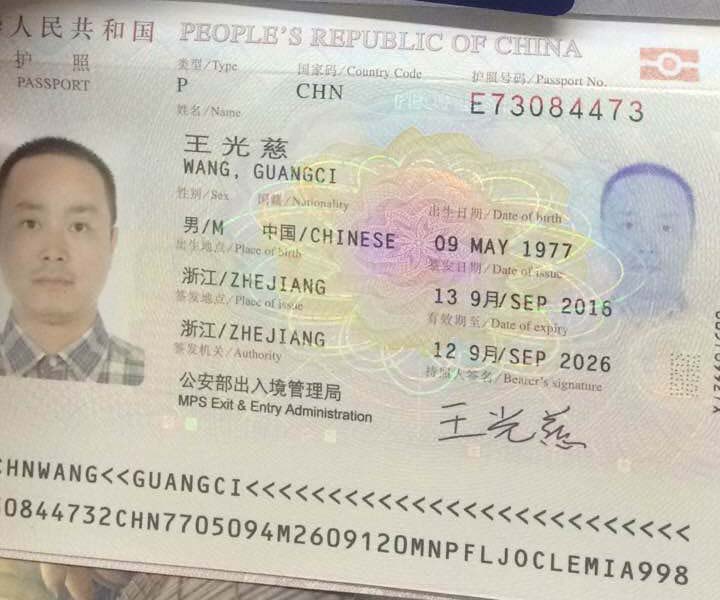 人民共和国 PEOPLE'S REPUBLIC OF CHINA
护 照 类型/Type 国家码/Country Code 护照号码/Passport No.
PASSPORT P CHN E73084473
姓名/Name
王光慈
WANG, GUANGCI
性别/Sex 国籍/Nationality 出生日期/Date of birth
男/M 中国/CHINESE 09 MAY 1977
出生地点/Place of birth 签发日期/Date of issue
浙江/ZHEJIANG 13 9月/SEP 2016
签发地点/Place of issue 有效期至/Date of expiry
浙江/ZHEJIANG 12 9月/SEP 2026
签发机关/Authority 持照人签名/Bearer's signature
公安部出入境管理局
MPS Exit & Entry Administration
王光慈
CHNWANG<<GUANGCI<<<<<<<<<<<<<<<<<<<<<<<<<<<<
30844732CHN7705094M2609120MNPFLJOCLEMIA998